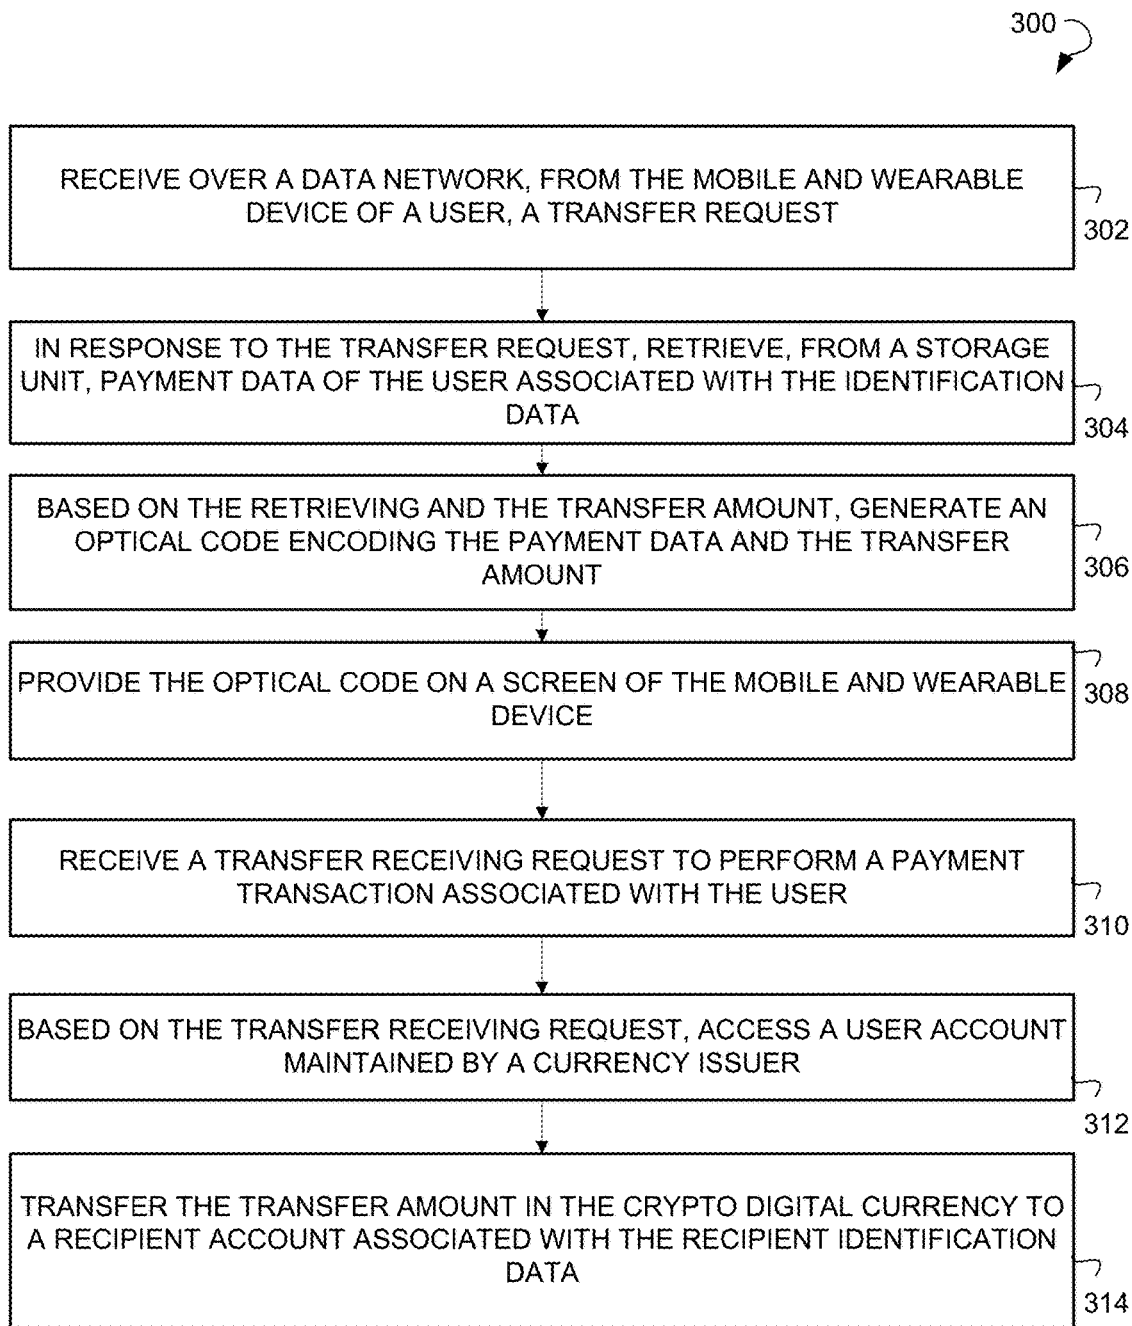 300
RECEIVE OVER A DATA NETWORK, FROM THE MOBILE AND WEARABLE
DEVICE OF A USER, A TRANSFER REQUEST
302
IN RESPONSE TO THE TRANSFER REQUEST, RETRIEVE, FROM A STORAGE
UNIT, PAYMENT DATA OF THE USER ASSOCIATED WITH THE IDENTIFICATION
DATA
304
BASED ON THE RETRIEVING AND THE TRANSFER AMOUNT, GENERATE AN
OPTICAL CODE ENCODING THE PAYMENT DATA AND THE TRANSFER
AMOUNT
306
PROVIDE THE OPTICAL CODE ON A SCREEN OF THE MOBILE AND WEARABLE
DEVICE
308
RECEIVE A TRANSFER RECEIVING REQUEST TO PERFORM A PAYMENT
TRANSACTION ASSOCIATED WITH THE USER
310
BASED ON THE TRANSFER RECEIVING REQUEST, ACCESS A USER ACCOUNT
MAINTAINED BY A CURRENCY ISSUER
312
TRANSFER THE TRANSFER AMOUNT IN THE CRYPTO DIGITAL CURRENCY TO
A RECIPIENT ACCOUNT ASSOCIATED WITH THE RECIPIENT IDENTIFICATION
DATA
314